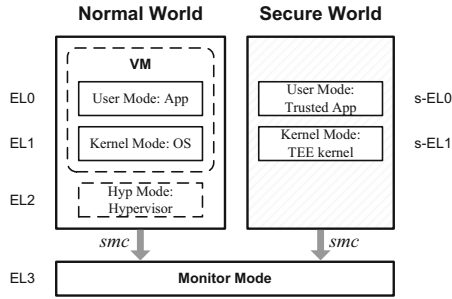 Normal World
Secure World
VM
EL0
User Mode: App
User Mode:
Trusted App
s-EL0
EL1
Kernel Mode: OS
Kernel Mode:
TEE kernel
s-EL1
EL2
Hyp Mode:
Hypervisor
smc
smc
EL3
Monitor Mode